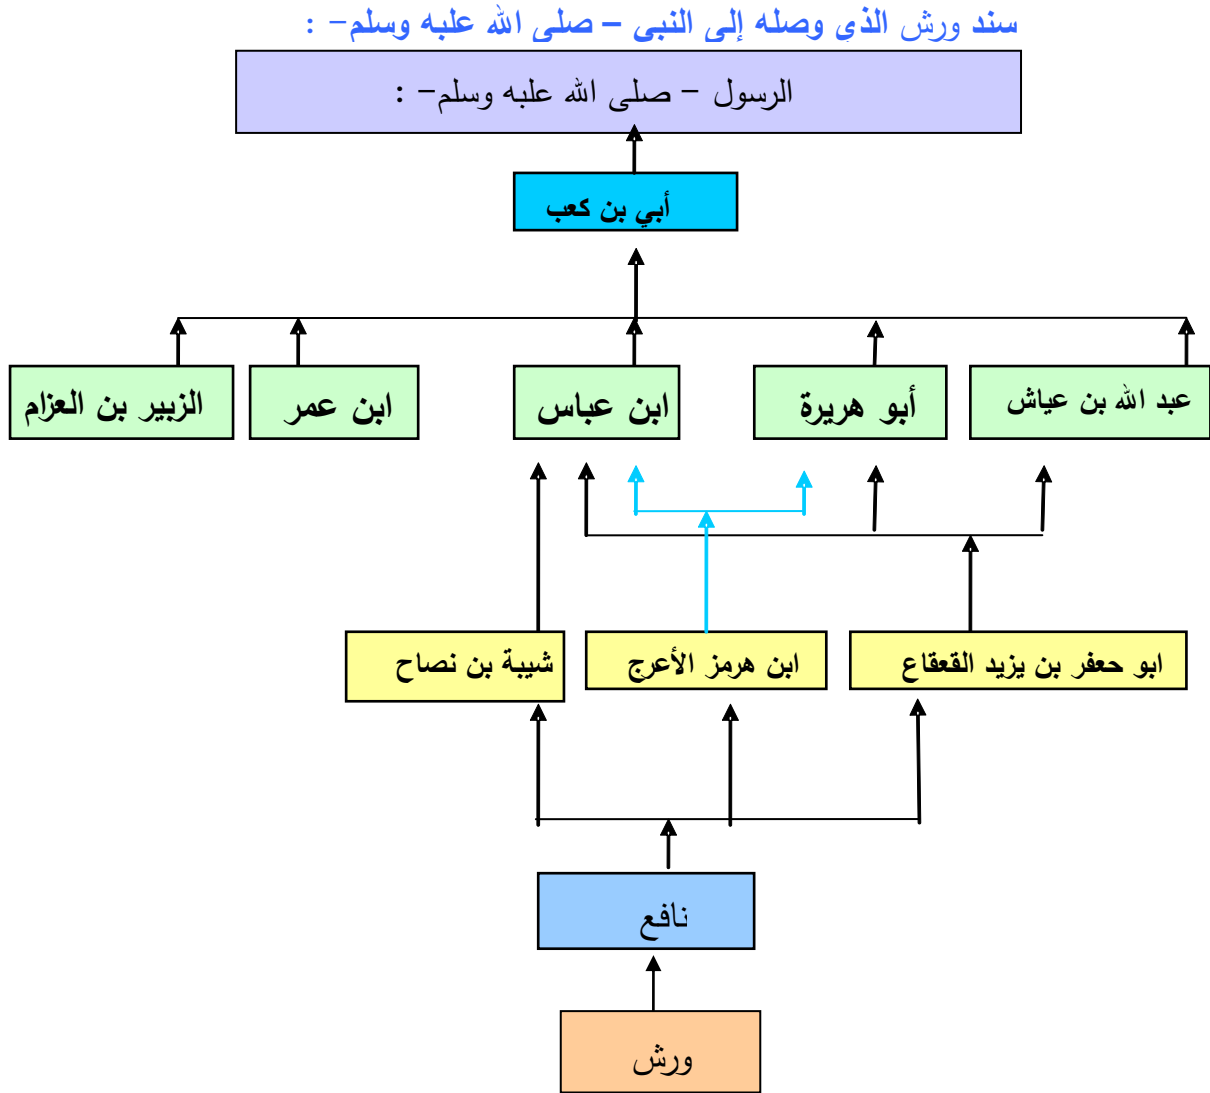 سند ورش الذي وصله إلى النبي – صلى الله علبه وسلم– :
الرسول – صلى الله علبه وسلم– :
أبي بن كعب
عبد الله بن عياش
أبو هريرة
ابن عباس
ابن عمر
الزبير بن العزام
ابو حعفر بن يزيد القعقاع
ابن هرمز الأعرج
شيبة بن نصاح
نافع
ورش